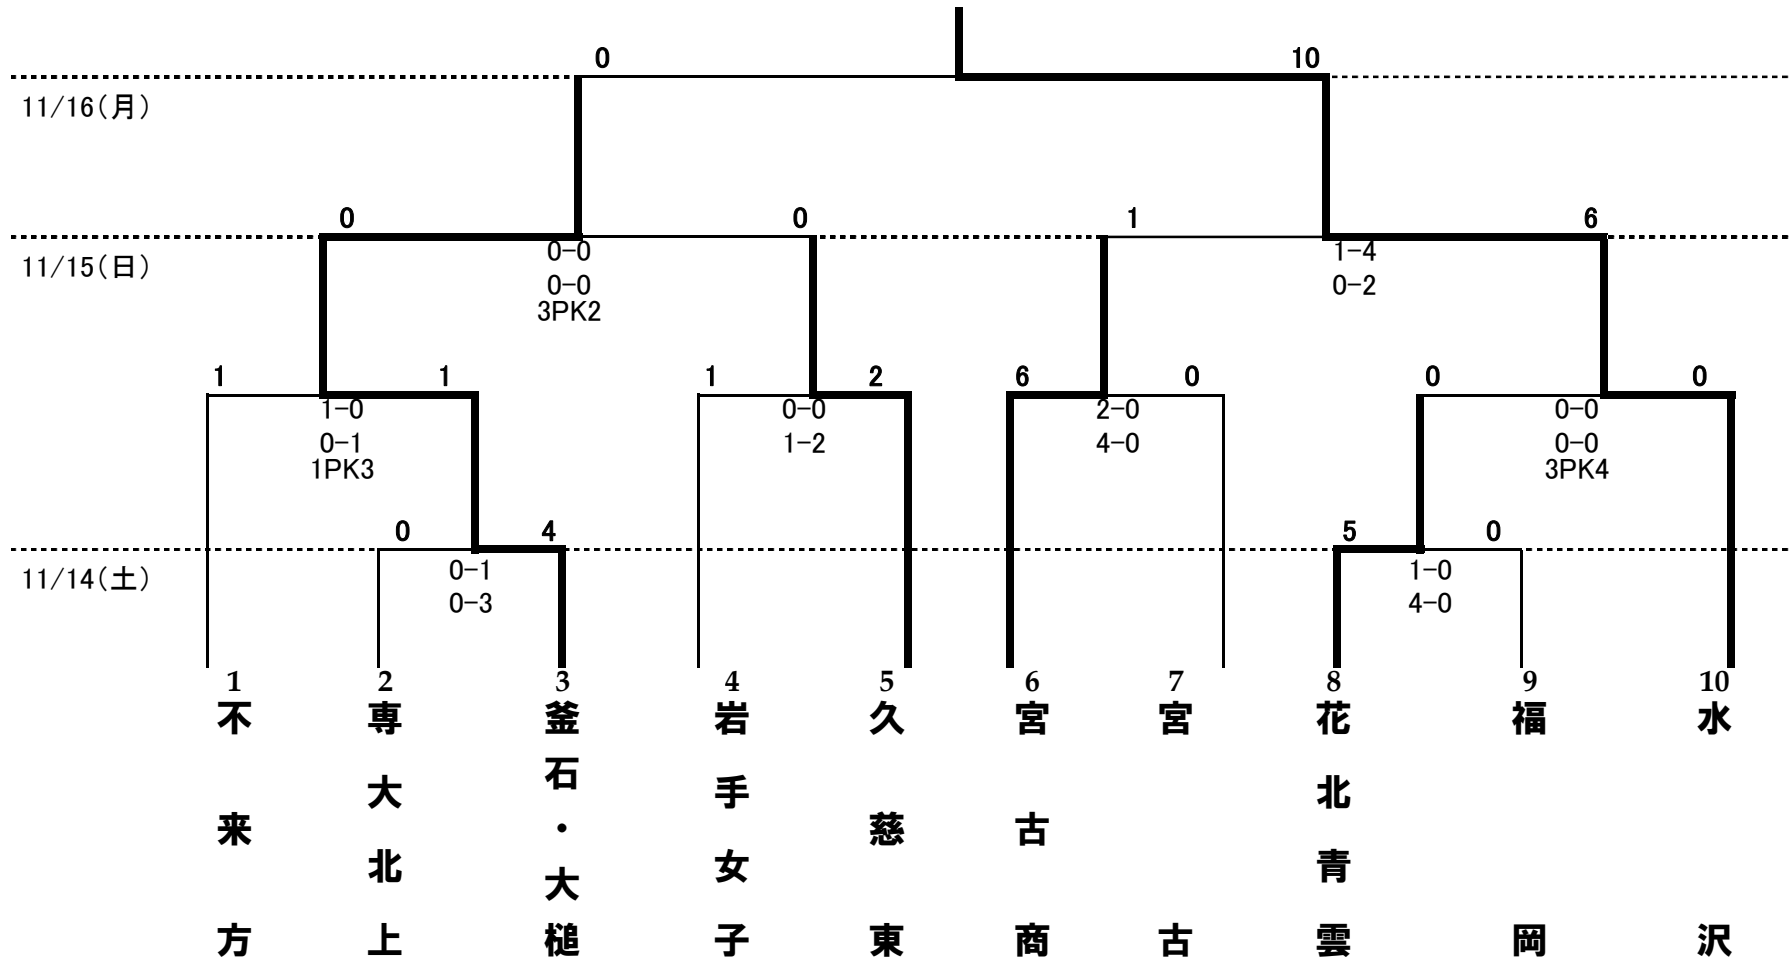 0 10
11/16(月)
0 0 1 6
11/15(日)
0-0 1-4
0-0 0-2
3PK2
1 1 1 2 6 0 0 0
1-0 0-0 2-0 0-0
0-1 1-2 4-0 0-0
1PK3 3PK4
0 4 5 0
11/14(土)
0-1 1-0
0-3 4-0
1 2 3 4 5 6 7 8 9 10
不来方
専大北上
釜石・大槌
岩手女子
久慈東
宮古商
宮古
花北青雲
福岡
水沢